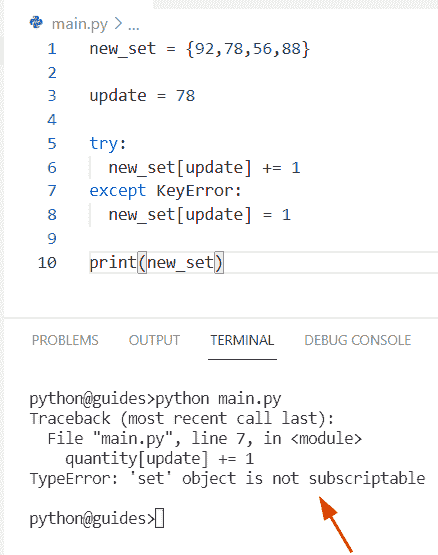 main.py > ...
1 new_set = {92,78,56,88}
2
3 update = 78
4
5 try:
6 new_set[update] += 1
7 except KeyError:
8 new_set[update] = 1
9
10 print(new_set)
PROBLEMS OUTPUT TERMINAL DEBUG CONSOLE
python@guides>python main.py
Traceback (most recent call last):
File "main.py", line 7, in <module>
quantity[update] += 1
TypeError: 'set' object is not subscriptable
python@guides>